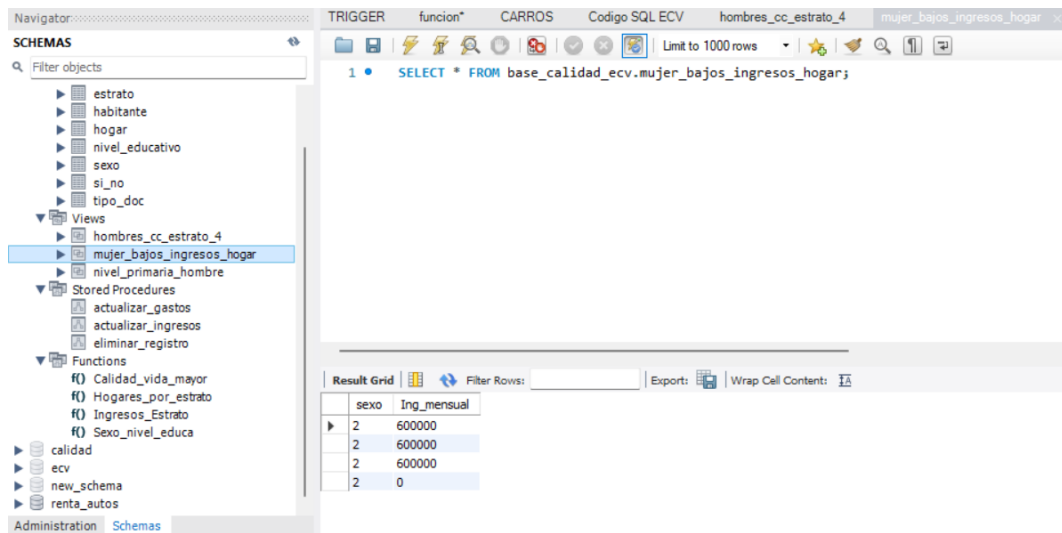 Navigator
SCHEMAS
Filter objects
estrato
habitante
hogar
nivel_educativo
sexo
si_no
tipo_doc
Views
hombres_cc_estrato_4
mujer_bajos_ingresos_hogar
nivel_primaria_hombre
Stored Procedures
actualizar_gastos
actualizar_ingresos
eliminar_registro
Functions
f() Calidad_vida_mayor
f() Hogares_por_estrato
f() Ingresos_Estrato
f() Sexo_nivel_educa
calidad
ecv
new_schema
renta_autos
Administration Schemas
TRIGGER funcion* CARROS Codigo SQL ECV hombres_cc_estrato_4 mujer_bajos_ingresos_hogar
Limit to 1000 rows
1 SELECT * FROM base_calidad_ecv.mujer_bajos_ingresos_hogar;
Result Grid Filter Rows: Export: Wrap Cell Content:
sexo Ing_mensual
2 600000
2 600000
2 600000
2 0